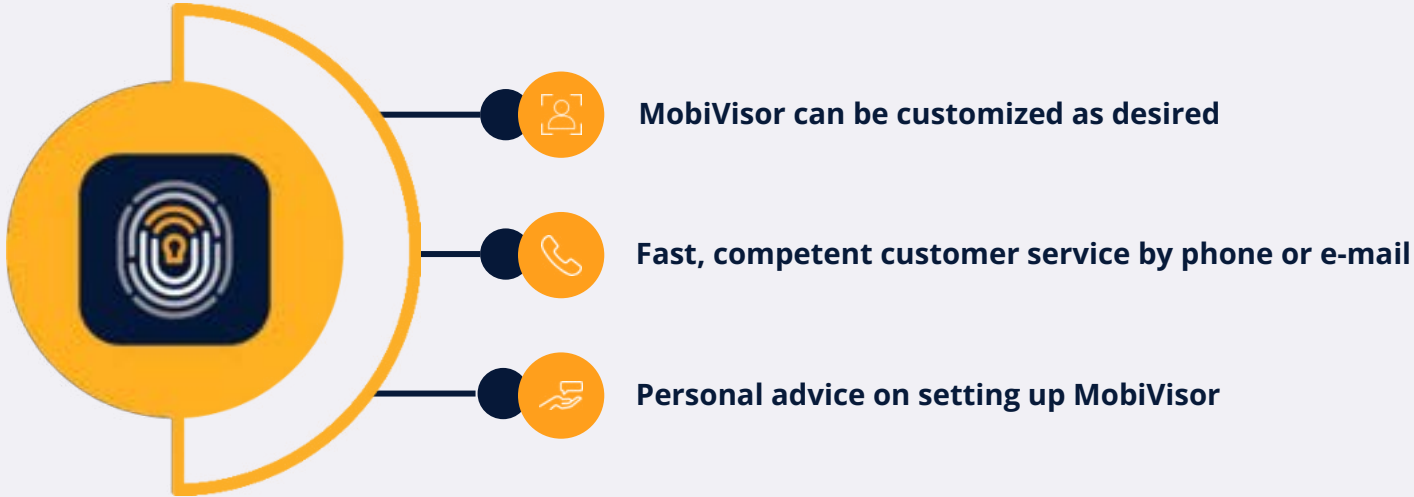 MobiVisor can be customized as desired
Fast, competent customer service by phone or e-mail
Personal advice on setting up MobiVisor